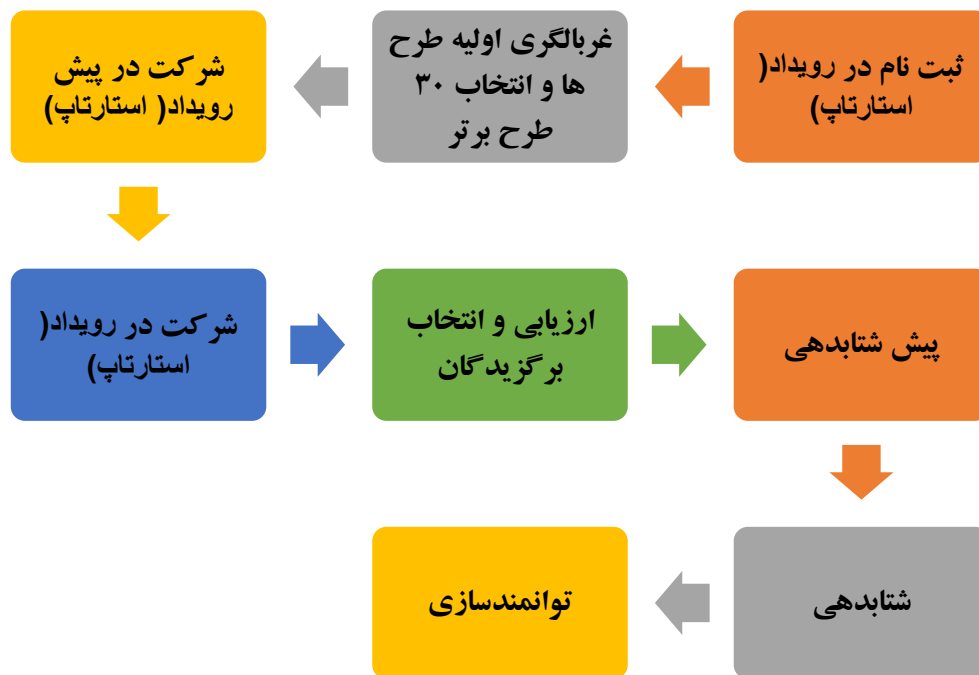 ثبت نام در رویداد(
استارتاپ)
غربالگری اولیه طرح
ها و انتخاب ۳۰
طرح برتر
شرکت در پیش
رویداد( استارتاپ)
شرکت در رویداد(
استارتاپ)
ارزیابی و انتخاب
برگزیدگان
پیش شتابدهی
شتابدهی
توانمندسازی